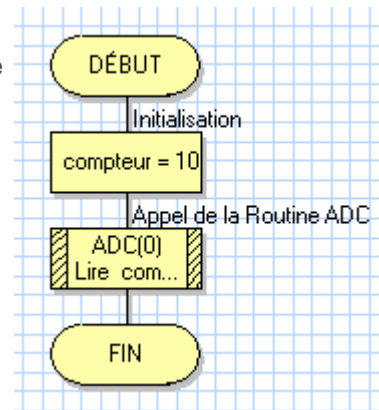 DÉBUT
e
Initialisation
compteur = 10
Appel de la Routine ADC
ADC(0)
Lire com...
FIN